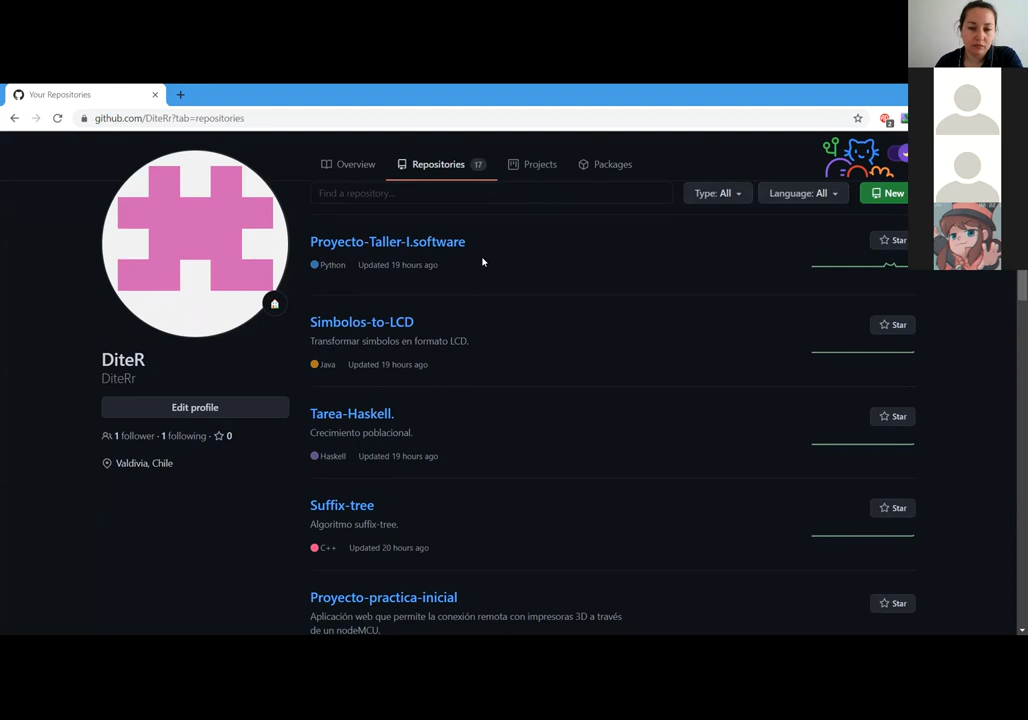 Your Repositories
github.com/DiteRr?tab=repositories
2
Overview
Repositories 17
Projects
Packages
Find a repository...
Type: All
Language: All
New
Proyecto-Taller-I.software
Python Updated 19 hours ago
Star
Simbolos-to-LCD
Transformar simbolos en formato LCD.
Java Updated 19 hours ago
Star
Tarea-Haskell.
Crecimiento poblacional.
Haskell Updated 19 hours ago
Star
Suffix-tree
Algoritmo suffix-tree.
C++ Updated 20 hours ago
Star
Proyecto-practica-inicial
Aplicación web que permite la conexión remota con impresoras 3D a través
de un nodeMCU.
Star
DiteR
DiteRr
Edit profile
1 follower · 1 following · 0
Valdivia, Chile